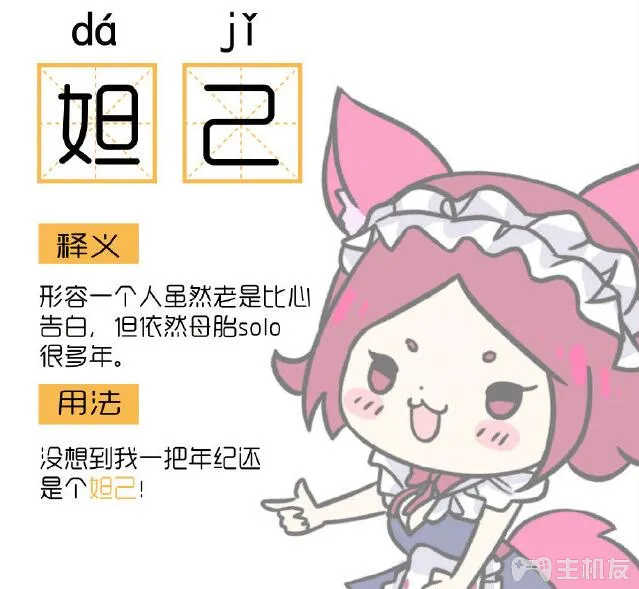 dá jǐ
妲己
释义
形容一个人虽然老是比心
告白，但依然母胎solo
很多年。
用法
没想到我一把年纪还
是个妲己！
主机友